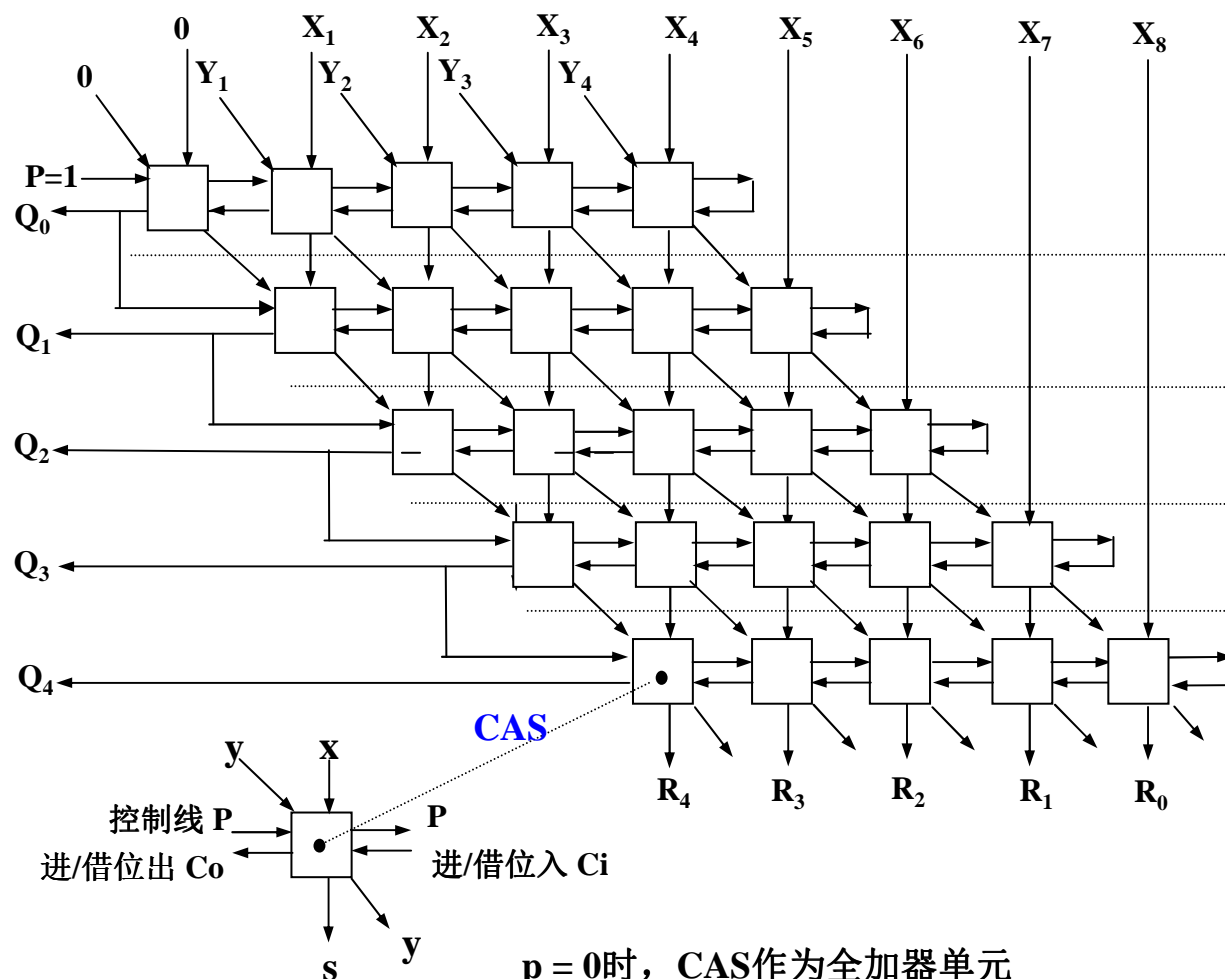 0 X₁ X₂ X₃ X₄ X₅ X₆ X₇ X₈
0 Y₁ Y₂ Y₃ Y₄
P=1
Q₀
Q₁
Q₂
Q₃
Q₄
CAS
R₄ R₃ R₂ R₁ R₀
y x
控制线 P P
进/借位出 Co 进/借位入 Ci
s y
p = 0时，CAS作为全加器单元